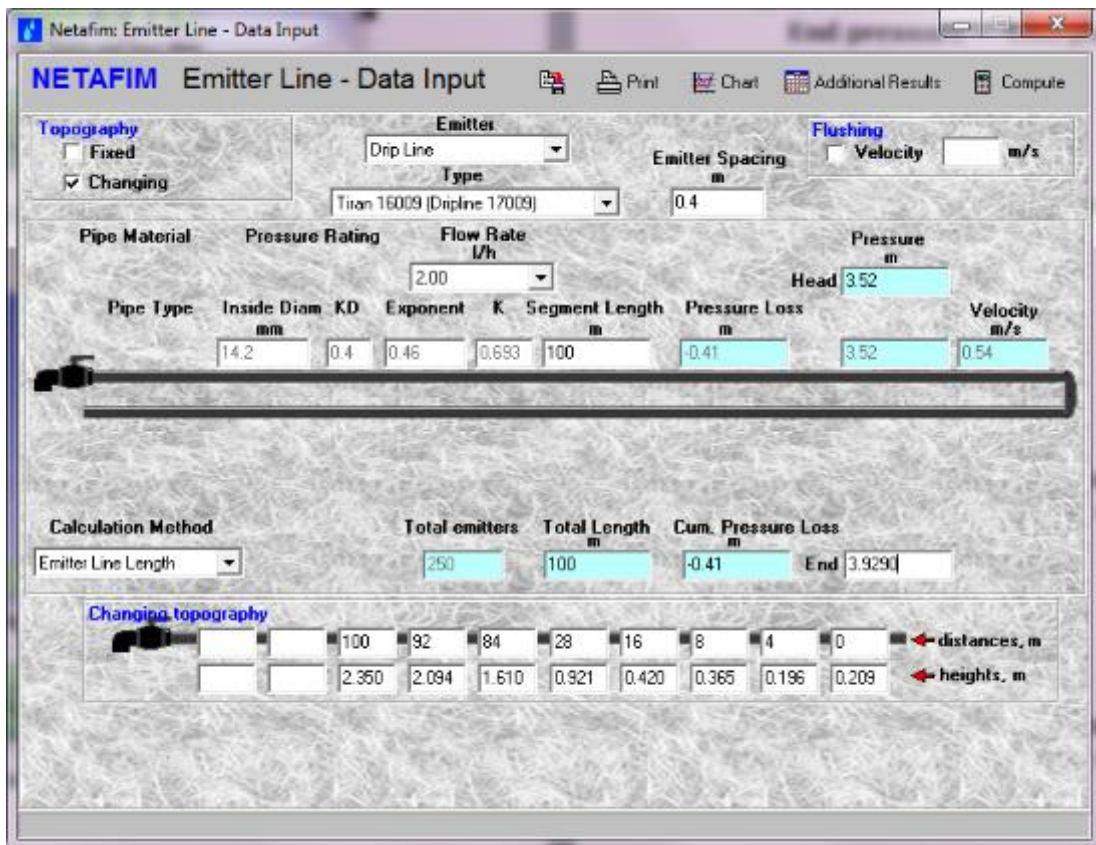 Netafim: Emitter Line - Data Input
NETAFIM Emitter Line - Data Input Print Chart Additional Results Compute
Topography
Fixed
Changing
Emitter
Drip Line
Type
Tiran 16009 (Dripline 17009)
Emitter Spacing
m
0.4
Flushing
Velocity m/s
Pipe Material Pressure Rating Flow Rate
l/h
2.00
Pressure
m
Head 3.52
Pipe Type Inside Diam KD Exponent K Segment Length Pressure Loss Velocity
mm m m m/s
14.2 0.4 0.46 0.693 100 -0.41 3.52 0.54
Calculation Method Total emitters Total Length Cum. Pressure Loss
m m
Emitter Line Length 250 100 -0.41 End 3.9290
Changing topography
100 92 84 28 16 8 4 0 distances, m
2.350 2.094 1.610 0.921 0.420 0.365 0.196 0.209 heights, m